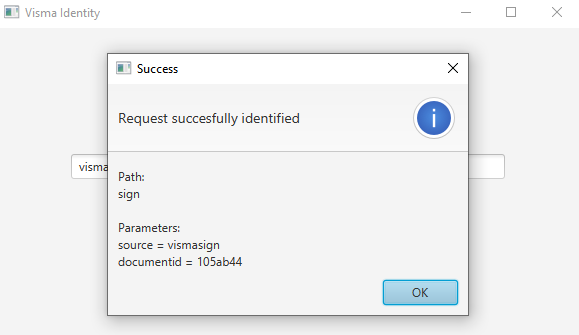 Visma Identity
Success
Request succesfully identified
visma
Path:
sign
Parameters:
source = vismasign
documentid = 105ab44
OK